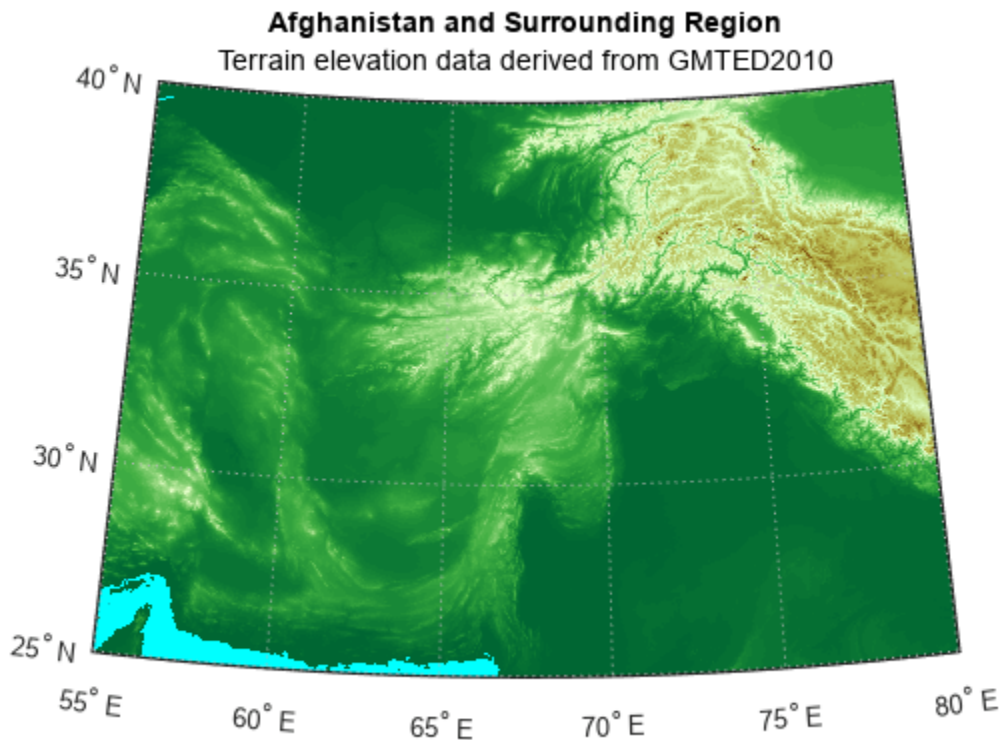 Afghanistan and Surrounding Region
Terrain elevation data derived from GMTED2010
40° N
35° N
30° N
25° N
55° E
60° E
65° E
70° E
75° E
80° E